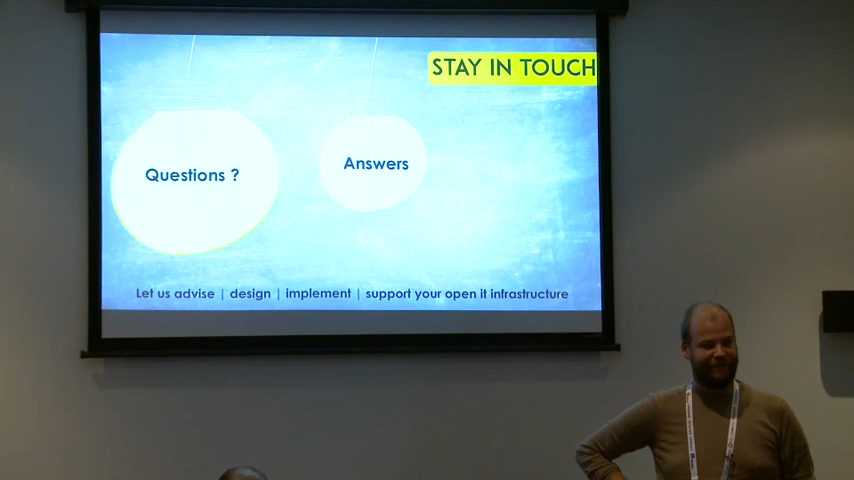 STAY IN TOUCH
Questions ?
Answers
Let us advise | design | implement | support your open it infrastructure